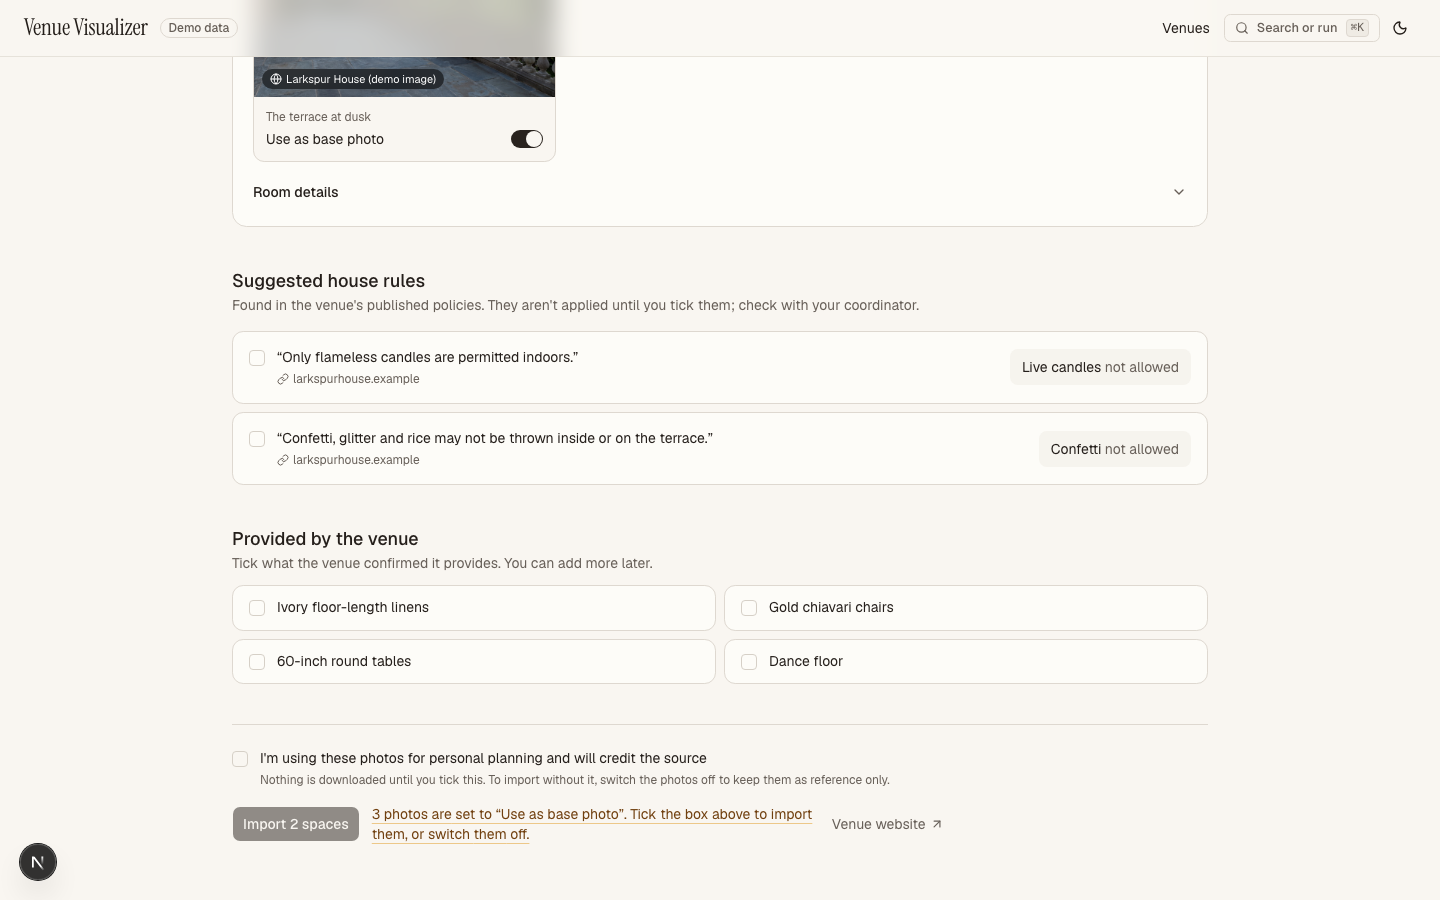 Venue Visualizer
Demo data
Venues
Search or run
⌘K
Larkspur House (demo image)
The terrace at dusk
Use as base photo
Room details
Suggested house rules
Found in the venue's published policies. They aren't applied until you tick them; check with your coordinator.
“Only flameless candles are permitted indoors.”
Live candles not allowed
larkspurhouse.example
“Confetti, glitter and rice may not be thrown inside or on the terrace.”
Confetti not allowed
larkspurhouse.example
Provided by the venue
Tick what the venue confirmed it provides. You can add more later.
Ivory floor-length linens
Gold chiavari chairs
60-inch round tables
Dance floor
I'm using these photos for personal planning and will credit the source
Nothing is downloaded until you tick this. To import without it, switch the photos off to keep them as reference only.
Import 2 spaces
3 photos are set to “Use as base photo”. Tick the box above to import
them, or switch them off.
Venue website
N